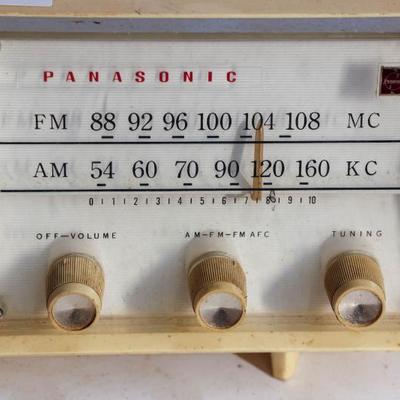 PANASONIC
FM 88 92 96 100 104 108 MC
AM 54 60 70 90 120 160 KC
0 1 2 3 4 5 6 7 8 9 10
OFF—VOLUME AM–FM–FM AFC TUNING